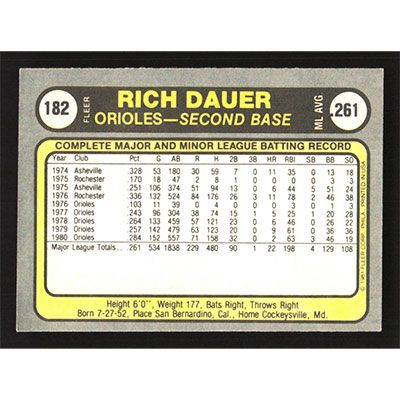 182
FLEER
RICH DAUER
ORIOLES—SECOND BASE
ML AVG
.261
COMPLETE MAJOR AND MINOR LEAGUE BATTING RECORD
Year Club Pct. G AB R H 2B 3B HR RBI SB BB SO
1974 Asheville .328 53 180 30 59 7 0 11 35 0 13 18
1975 Rochester .170 18 47 2 8 1 0 0 3 0 3 5
1975 Asheville .251 106 374 51 94 13 0 6 44 5 51 24
1976 Rochester .336 132 524 84 176 26 3 11 78 2 46 38
1976 Orioles .103 11 39 0 4 0 0 0 3 0 1 3
1977 Orioles .243 96 304 38 74 15 1 5 25 1 20 28
1978 Orioles .264 133 459 57 121 23 0 6 46 0 26 22
1979 Orioles .257 142 479 63 123 20 0 9 61 0 36 36
1980 Orioles .284 152 557 71 158 32 0 2 63 3 46 19
Major League Totals . . .261 534 1838 229 480 90 1 22 198 4 129 108
© 1981 FLEER CORP. PHILA. PRINTED IN USA
Height 6'0'', Weight 177, Bats Right, Throws Right
Born 7-27-52, Place San Bernardino, Cal., Home Cockeysville, Md.